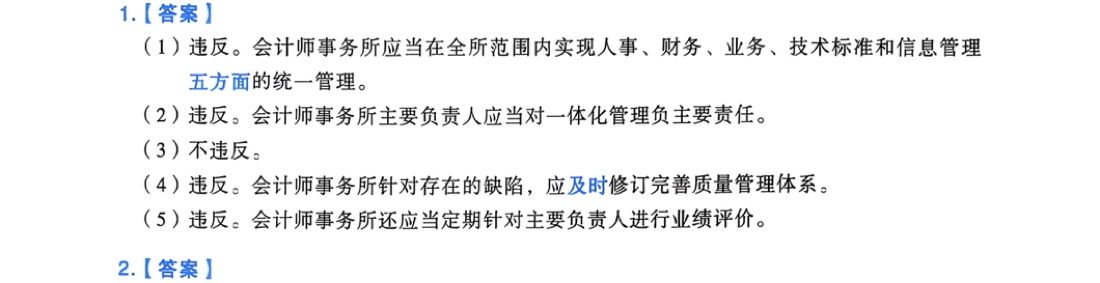 1.【答案】
（1）违反。会计师事务所应当在全所范围内实现人事、财务、业务、技术标准和信息管理
五方面的统一管理。
（2）违反。会计师事务所主要负责人应当对一体化管理负主要责任。
（3）不违反。
（4）违反。会计师事务所针对存在的缺陷，应及时修订完善质量管理体系。
（5）违反。会计师事务所还应当定期针对主要负责人进行业绩评价。
2.【答案】